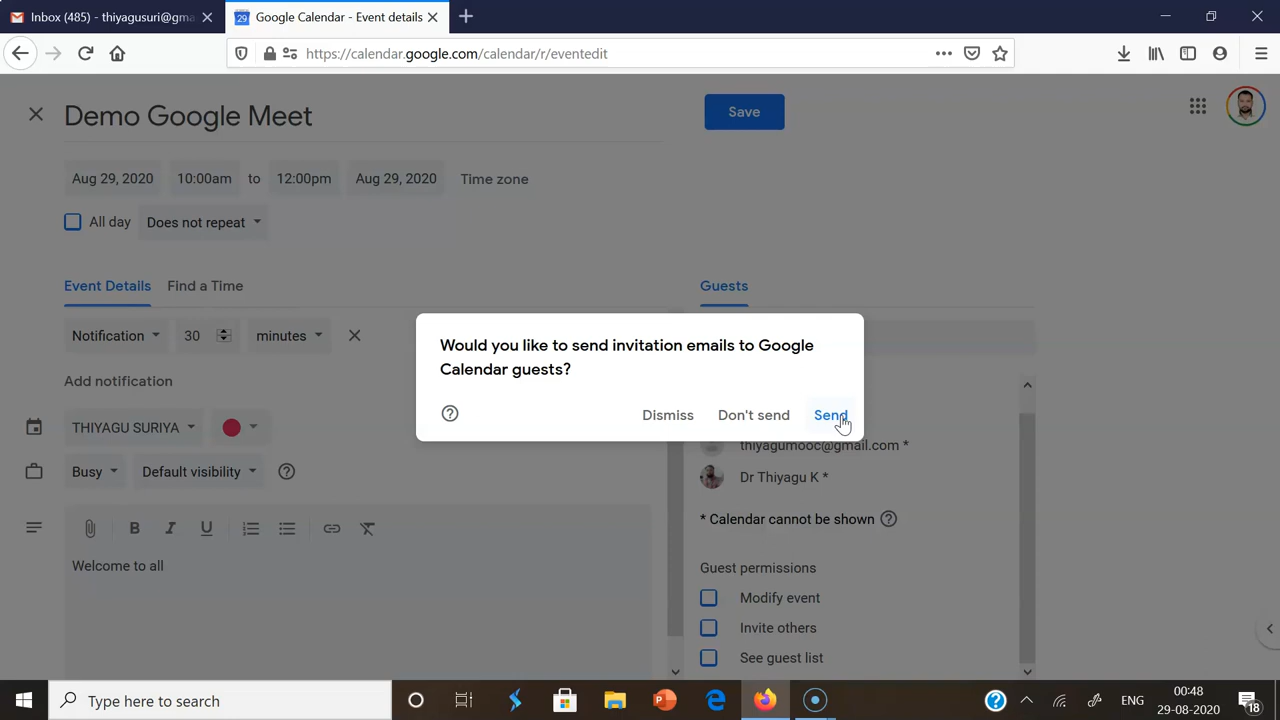 Inbox (485) - thiyagusuri@gma
Google Calendar - Event details
https://calendar.google.com/calendar/r/eventedit
Demo Google Meet
Save
Aug 29, 2020 10:00am to 12:00pm Aug 29, 2020 Time zone
All day Does not repeat
Event Details Find a Time
Guests
Notification 30 minutes
Would you like to send invitation emails to Google
Calendar guests?
Dismiss Don't send Send
Add notification
THIYAGU SURIYA
thiyagumooc@gmail.com *
Busy Default visibility
Dr Thiyagu K *
* Calendar cannot be shown
B I U
Welcome to all
Guest permissions
Modify event
Invite others
See guest list
Type here to search
ENG
00:48
29-08-2020
18